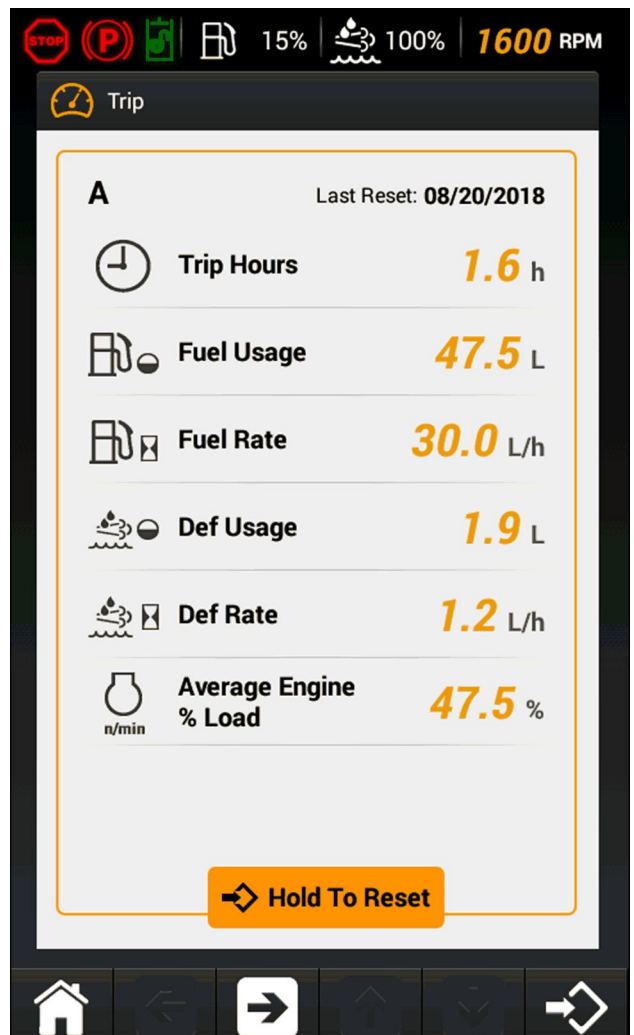 STOP P 15% 100% 1600 RPM
Trip
A Last Reset: 08/20/2018
Trip Hours 1.6 h
Fuel Usage 47.5 L
Fuel Rate 30.0 L/h
Def Usage 1.9 L
Def Rate 1.2 L/h
Average Engine
% Load 47.5 %
n/min
Hold To Reset